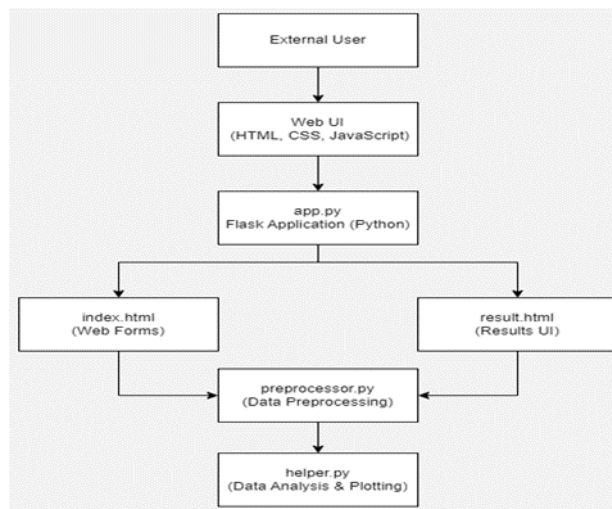 External User
Web UI
(HTML, CSS, JavaScript)
app.py
Flask Application (Python)
index.html
(Web Forms)
result.html
(Results UI)
preprocessor.py
(Data Preprocessing)
helper.py
(Data Analysis & Plotting)